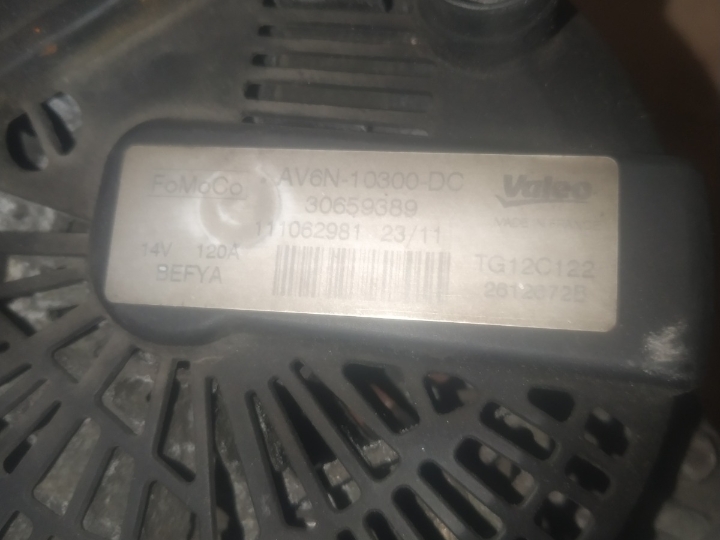 FoMoCo AV6N-10300-DC Valeo
30659389
111062981 23/11
14V 120A
BEFYA
TG12C122